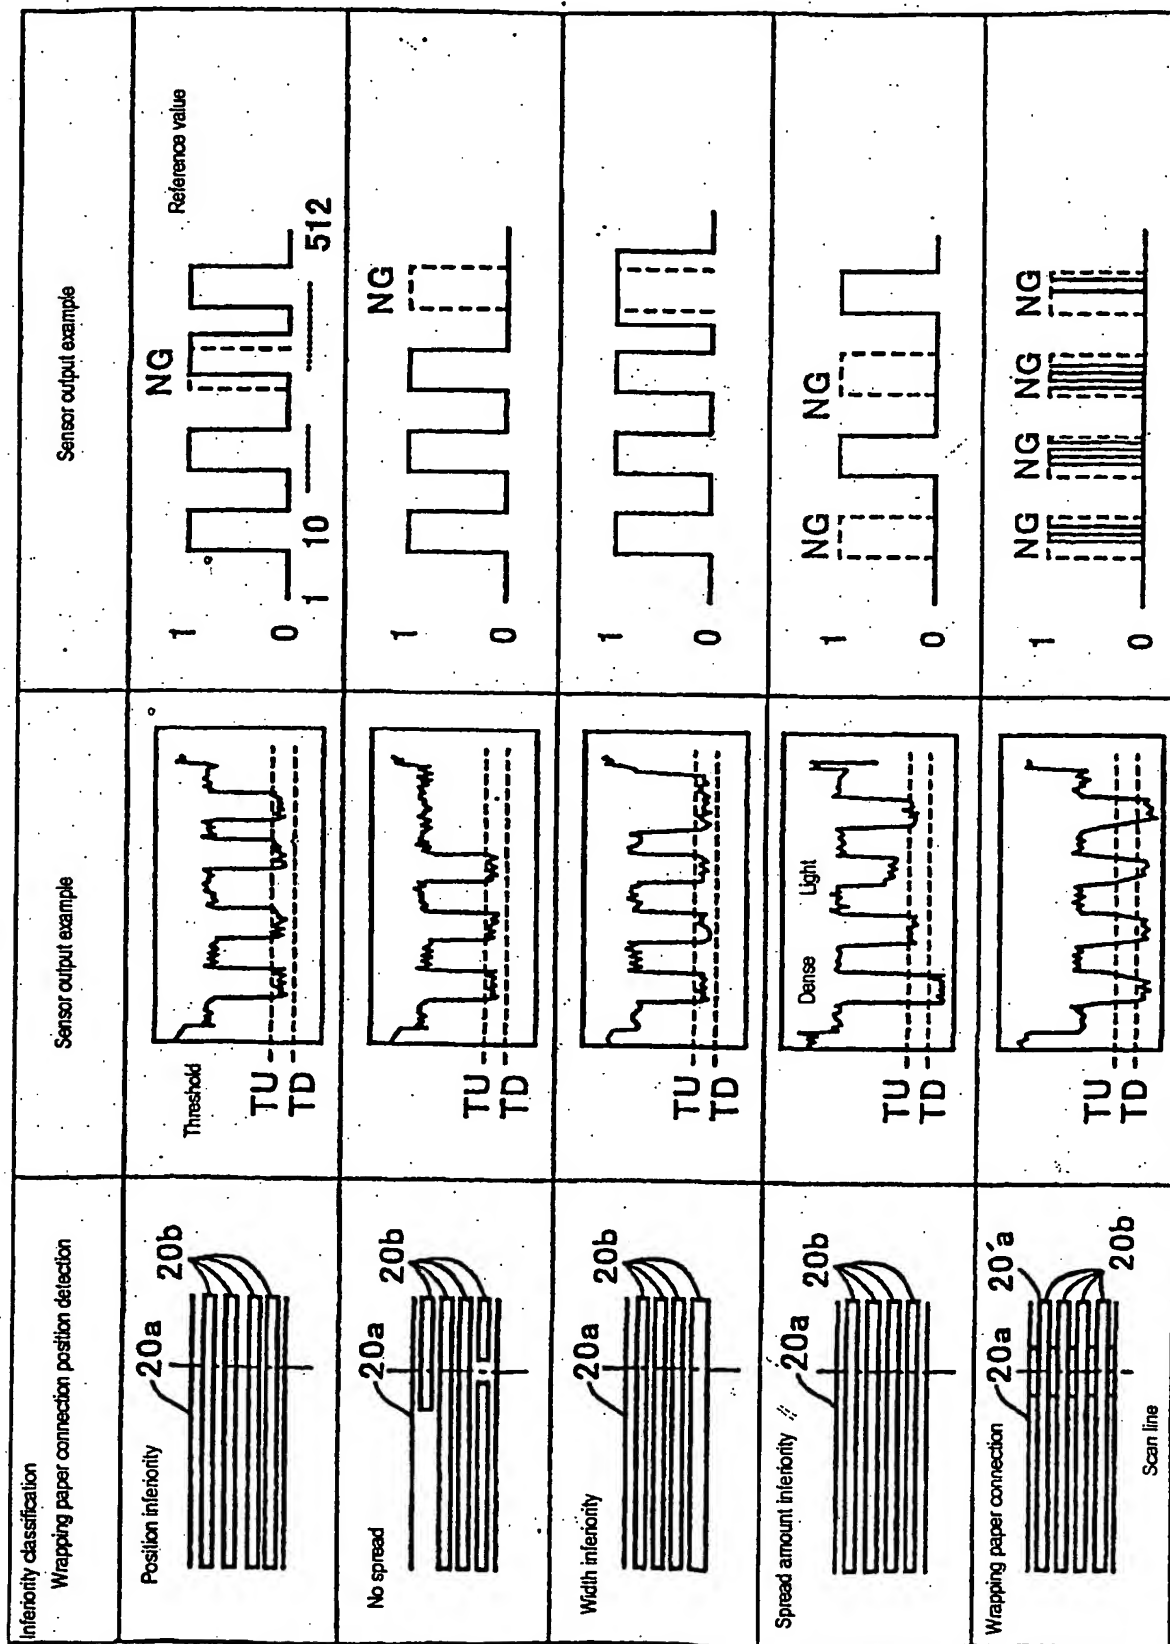 Inferiority classification
Wrapping paper connection position detection
Sensor output example
Sensor output example
Position inferiority
20a
20b
Threshold
TU
TD
1
0
NG
Reference value
1
10
512
No spread
20a
20b
TU
TD
1
0
NG
Width inferiority
20a
20b
TU
TD
1
0
Spread amount inferiority
20a
20b
Dense
Light
TU
TD
1
0
NG
NG
Wrapping paper connection
20a
20´a
20b
Scan line
TU
TD
1
0
NG
NG
NG
NG